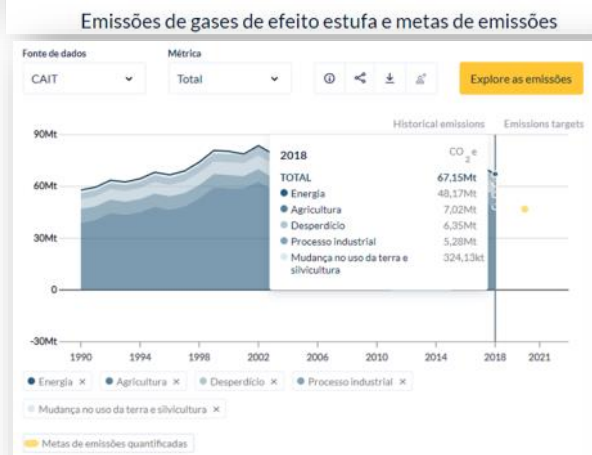 Emissões de gases de efeito estufa e metas de emissões
Fonte de dados
Métrica
CAIT
Total
Explore as emissões
Historical emissions
Emissions targets
90Mt
60Mt
30Mt
0
-30Mt
2018 CO2e
TOTAL 67,15Mt
Energia 48,17Mt
Agricultura 7,02Mt
Desperdício 6,35Mt
Processo industrial 5,28Mt
Mudança no uso da terra e 324,13kt
silvicultura
1990 1994 1998 2002 2006 2010 2014 2018 2021
Energia × Agricultura × Desperdício × Processo industrial ×
Mudança no uso da terra e silvicultura ×
Metas de emissões quantificadas